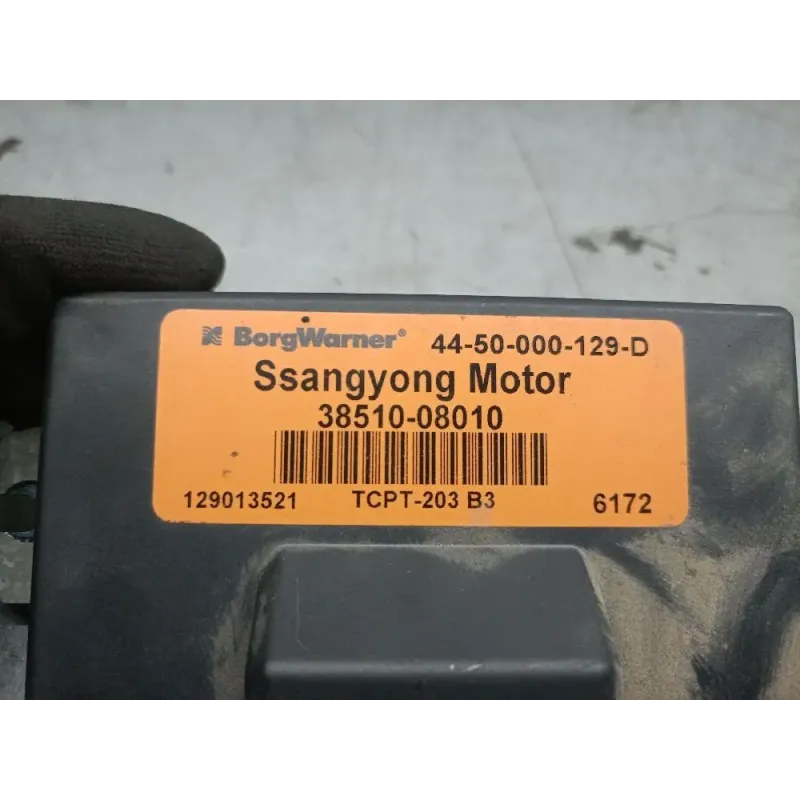 BorgWarner® 44-50-000-129-D
Ssangyong Motor
38510-08010
129013521 TCPT-203 B3 6172